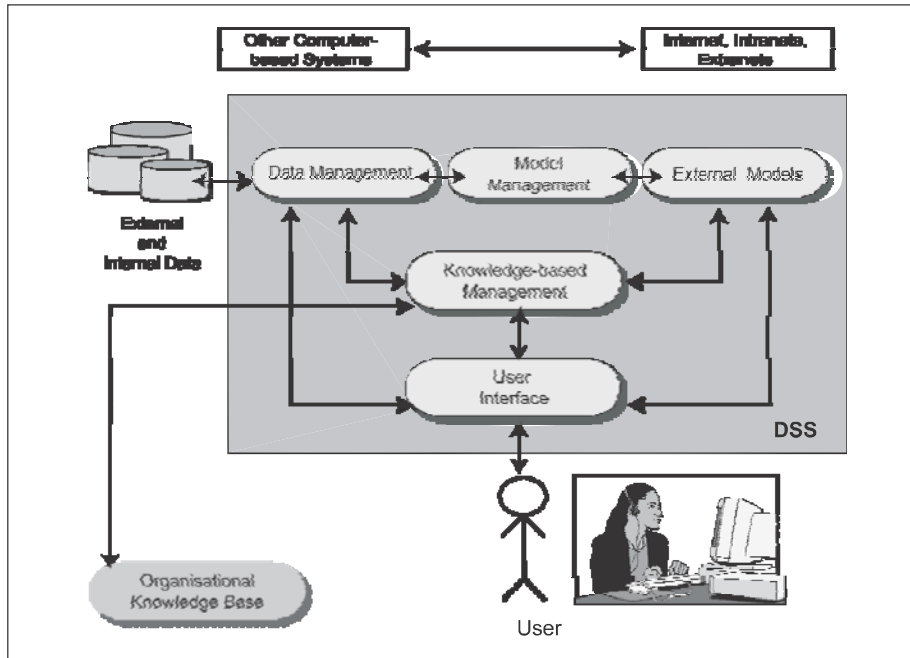 Other Computer-
based Systems
Internet, Intranets,
Extranets
Data Management
Model
Management
External Models
External
and
Internal Data
Knowledge-based
Management
User
Interface
DSS
Organisational
Knowledge Base
User